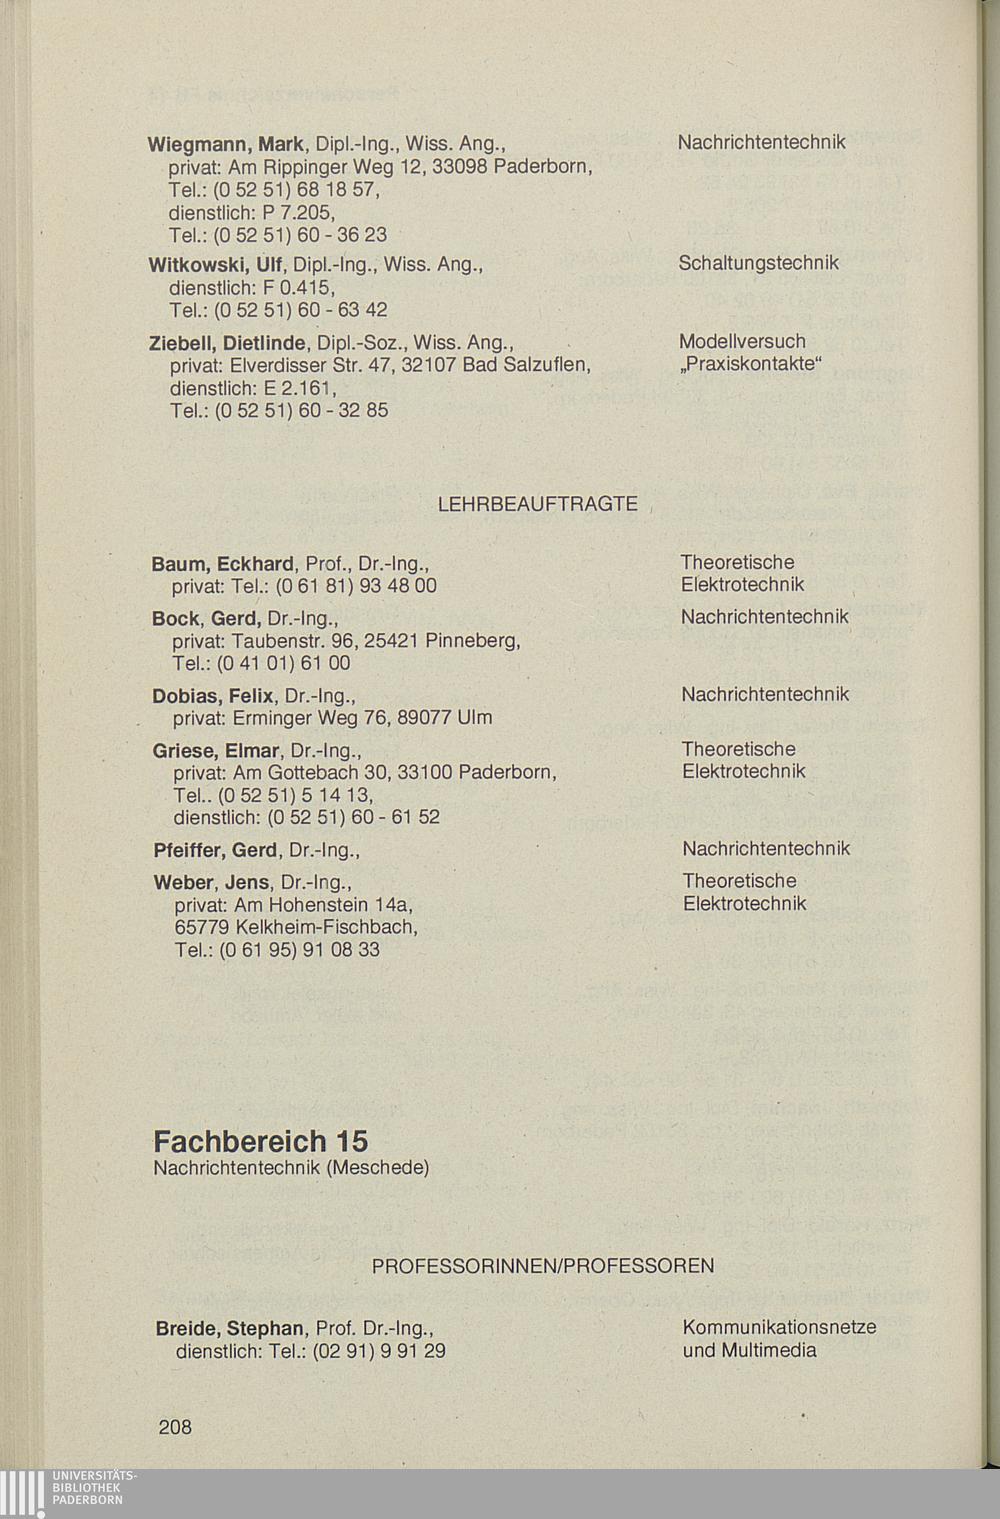 Wiegmann, Mark, Dipl.-Ing., Wiss. Ang., Nachrichtentechnik
privat: Am Rippinger Weg 12, 33098 Paderborn,
Tel.: (0 52 51) 68 18 57,
dienstlich: P 7.205,
Tel.: (0 52 51) 60 - 36 23
Witkowski, Ulf, Dipl.-Ing., Wiss. Ang., Schaltungstechnik
dienstlich: F 0.415,
Tel.: (0 52 51) 60 - 63 42
Ziebell, Dietlinde, Dipl.-Soz., Wiss. Ang., Modellversuch
privat: Elverdisser Str. 47, 32107 Bad Salzuflen, „Praxiskontakte“
dienstlich: E 2.161,
Tel.: (0 52 51) 60 - 32 85
LEHRBEAUFTRAGTE
Baum, Eckhard, Prof., Dr.-Ing., Theoretische
privat: Tel.: (0 61 81) 93 48 00 Elektrotechnik
Bock, Gerd, Dr.-Ing., Nachrichtentechnik
privat: Taubenstr. 96, 25421 Pinneberg,
Tel.: (0 41 01) 61 00
Dobias, Felix, Dr.-Ing., Nachrichtentechnik
privat: Erminger Weg 76, 89077 Ulm
Griese, Elmar, Dr.-Ing., Theoretische
privat: Am Gottebach 30, 33100 Paderborn, Elektrotechnik
Tel.. (0 52 51) 5 14 13,
dienstlich: (0 52 51) 60 - 61 52
Pfeiffer, Gerd, Dr.-Ing., Nachrichtentechnik
Weber, Jens, Dr.-Ing., Theoretische
privat: Am Hohenstein 14a, Elektrotechnik
65779 Kelkheim-Fischbach,
Tel.: (0 61 95) 91 08 33
Fachbereich 15
Nachrichtentechnik (Meschede)
PROFESSORINNEN/PROFESSOREN
Breide, Stephan, Prof. Dr.-Ing., Kommunikationsnetze
dienstlich: Tel.: (02 91) 9 91 29 und Multimedia
208
UNIVERSITÄTS-
BIBLIOTHEK
PADERBORN